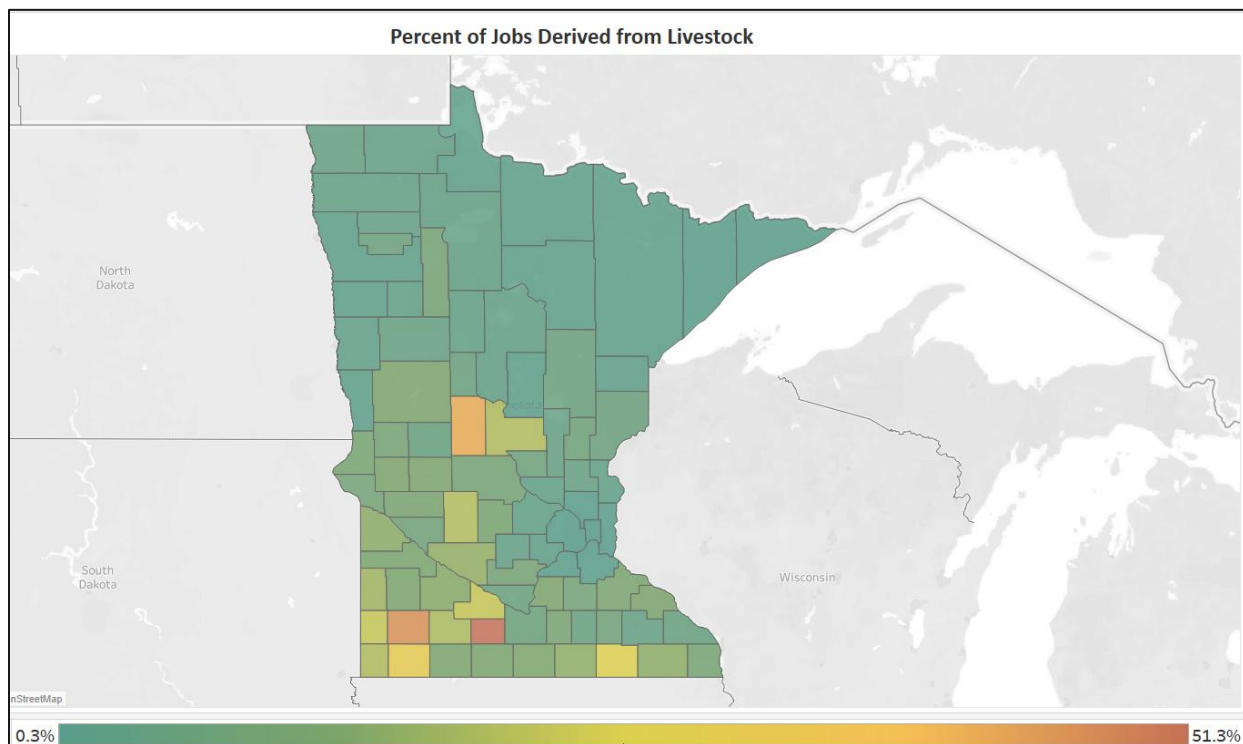 Percent of Jobs Derived from Livestock
North
Dakota
South
Dakota
Wisconsin
nStreetMap
0.3%
51.3%